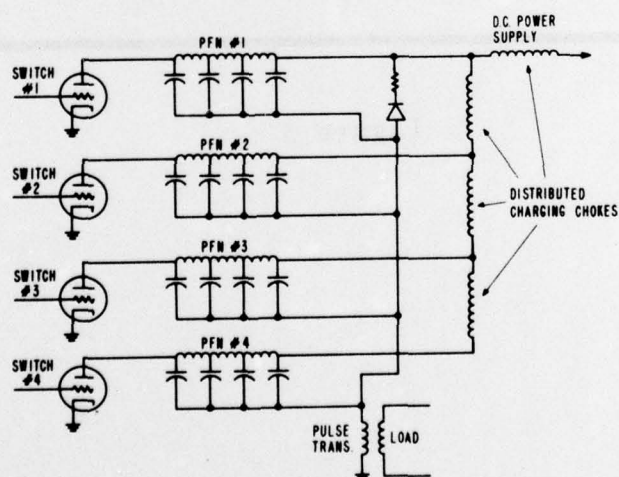 D.C. POWER
SUPPLY
PFN #1
SWITCH
#1
PFN #2
SWITCH
#2
DISTRIBUTED
CHARGING CHOKES
PFN #3
SWITCH
#3
PFN #4
SWITCH
#4
PULSE
TRANS.
LOAD